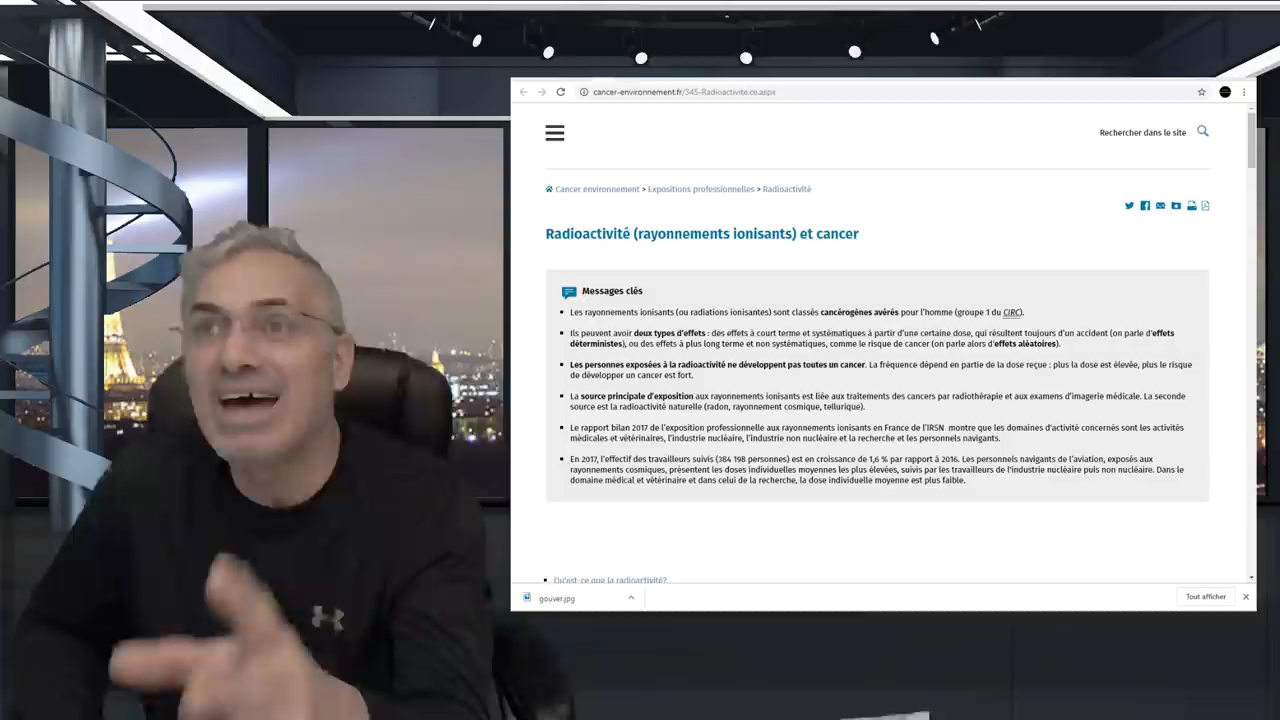 cancer-environnement.fr/345-Radioactivite.ce.aspx
Rechercher dans le site
Cancer environnement > Expositions professionnelles > Radioactivité
Radioactivité (rayonnements ionisants) et cancer
Messages clés
Les rayonnements ionisants (ou radiations ionisantes) sont classés cancérogènes avérés pour l'homme (groupe 1 du CIRC).
Ils peuvent avoir deux types d'effets : des effets à court terme et systématiques à partir d'une certaine dose, qui résultent toujours d'un accident (on parle d'effets
déterministes), ou des effets à plus long terme et non systématiques, comme le risque de cancer (on parle alors d'effets aléatoires).
Les personnes exposées à la radioactivité ne développent pas toutes un cancer. La fréquence dépend en partie de la dose reçue : plus la dose est élevée, plus le risque
de développer un cancer est fort.
La source principale d'exposition aux rayonnements ionisants est liée aux traitements des cancers par radiothérapie et aux examens d'imagerie médicale. La seconde
source est la radioactivité naturelle (radon, rayonnement cosmique, tellurique).
Le rapport bilan 2017 de l'exposition professionnelle aux rayonnements ionisants en France de l'IRSN montre que les domaines d'activité concernés sont les activités
médicales et vétérinaires, l'industrie nucléaire, l'industrie non nucléaire et la recherche et les personnels navigants.
En 2017, l'effectif des travailleurs suivis (384 198 personnes) est en croissance de 1,6 % par rapport à 2016. Les personnels navigants de l'aviation, exposés aux
rayonnements cosmiques, présentent les doses individuelles moyennes les plus élevées, suivis par les travailleurs de l'industrie nucléaire puis non nucléaire. Dans le
domaine médical et vétérinaire et dans celui de la recherche, la dose individuelle moyenne est plus faible.
Qu'est-ce que la radioactivité?
gouver.jpg
Tout afficher